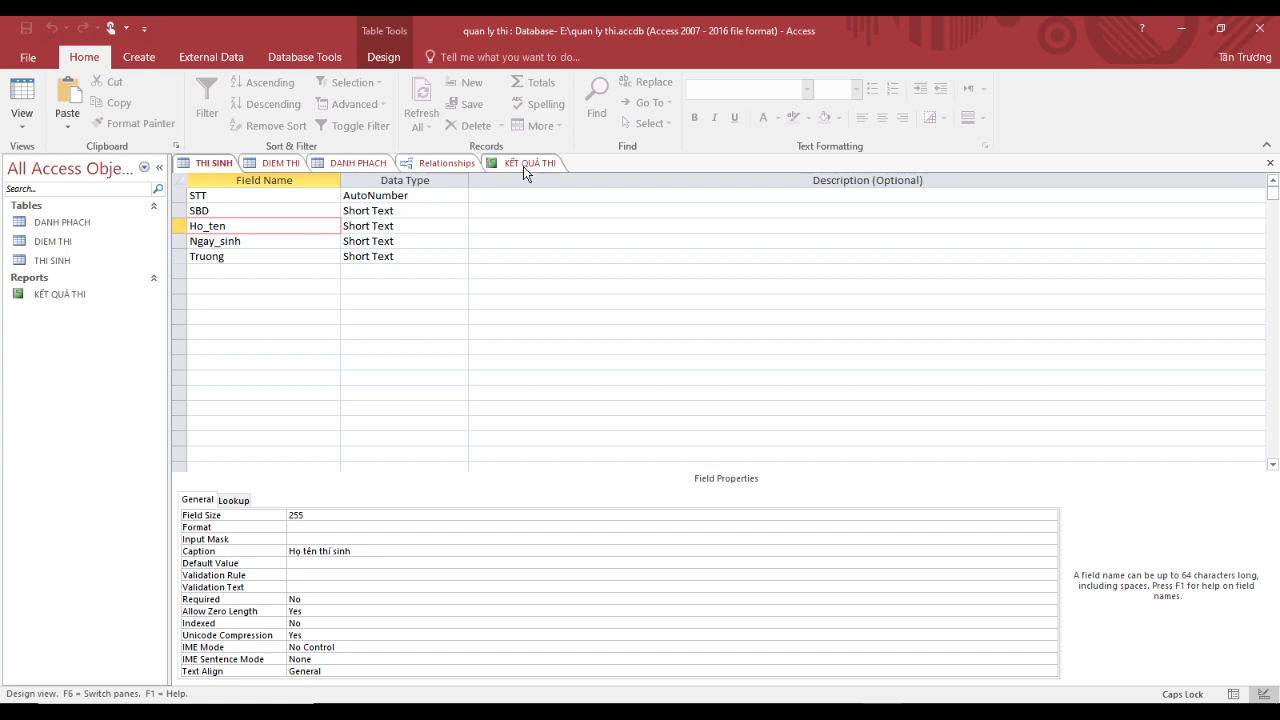 Table Tools
quan ly thi : Database- E:\quan ly thi.accdb (Access 2007 - 2016 file format) - Access
?
File Home Create External Data Database Tools Design Tell me what you want to do... Tân Trương
View
Paste
Cut
Copy
Format Painter
Filter
Ascending
Descending
Remove Sort
Selection
Advanced
Toggle Filter
Refresh
All
New
Save
Delete
Totals
Spelling
More
Find
Replace
Go To
Select
B I U A
Views Clipboard Sort & Filter Records Find Text Formatting
All Access Obje...
Search...
Tables
DANH PHACH
DIEM THI
THI SINH
Reports
KẾT QUẢ THI
THI SINH DIEM THI DANH PHACH Relationships KẾT QUẢ THI
Field Name Data Type Description (Optional)
STT AutoNumber
SBD Short Text
Ho_ten Short Text
Ngay_sinh Short Text
Truong Short Text
Field Properties
General Lookup
Field Size 255
Format
Input Mask
Caption Họ tên thí sinh
Default Value
Validation Rule
Validation Text
Required No
Allow Zero Length Yes
Indexed No
Unicode Compression Yes
IME Mode No Control
IME Sentence Mode None
Text Align General
A field name can be up to 64 characters long,
including spaces. Press F1 for help on field
names.
Design view. F6 = Switch panes. F1 = Help. Caps Lock